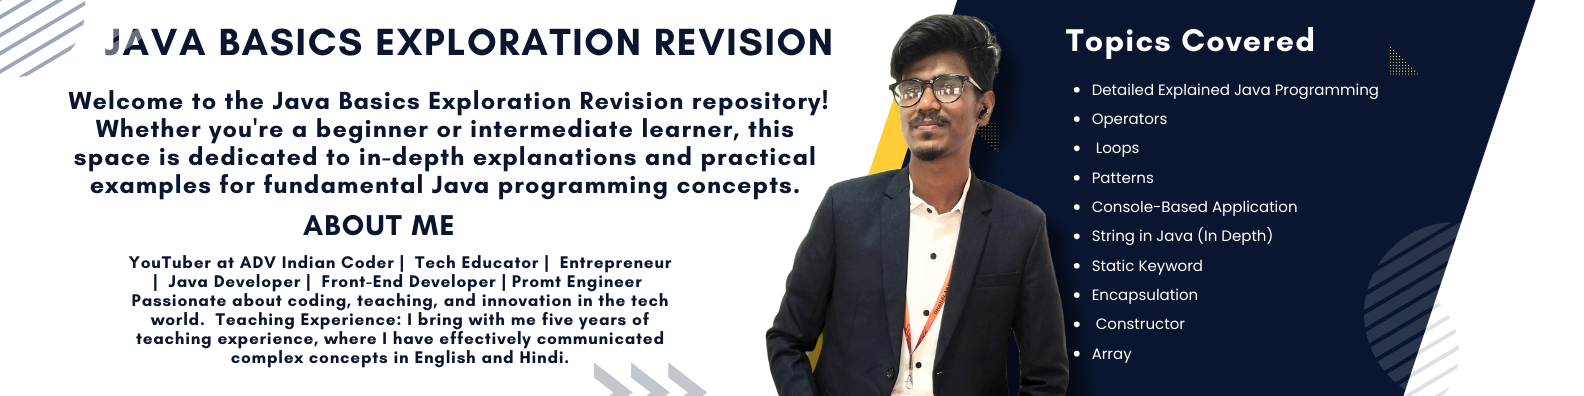 JAVA BASICS EXPLORATION REVISION
Welcome to the Java Basics Exploration Revision repository!
Whether you're a beginner or intermediate learner, this
space is dedicated to in-depth explanations and practical
examples for fundamental Java programming concepts.
ABOUT ME
YouTuber at ADV Indian Coder | Tech Educator | Entrepreneur
| Java Developer | Front-End Developer | Promt Engineer
Passionate about coding, teaching, and innovation in the tech
world. Teaching Experience: I bring with me five years of
teaching experience, where I have effectively communicated
complex concepts in English and Hindi.
Topics Covered
• Detailed Explained Java Programming
• Operators
• Loops
• Patterns
• Console-Based Application
• String in Java (In Depth)
• Static Keyword
• Encapsulation
• Constructor
• Array